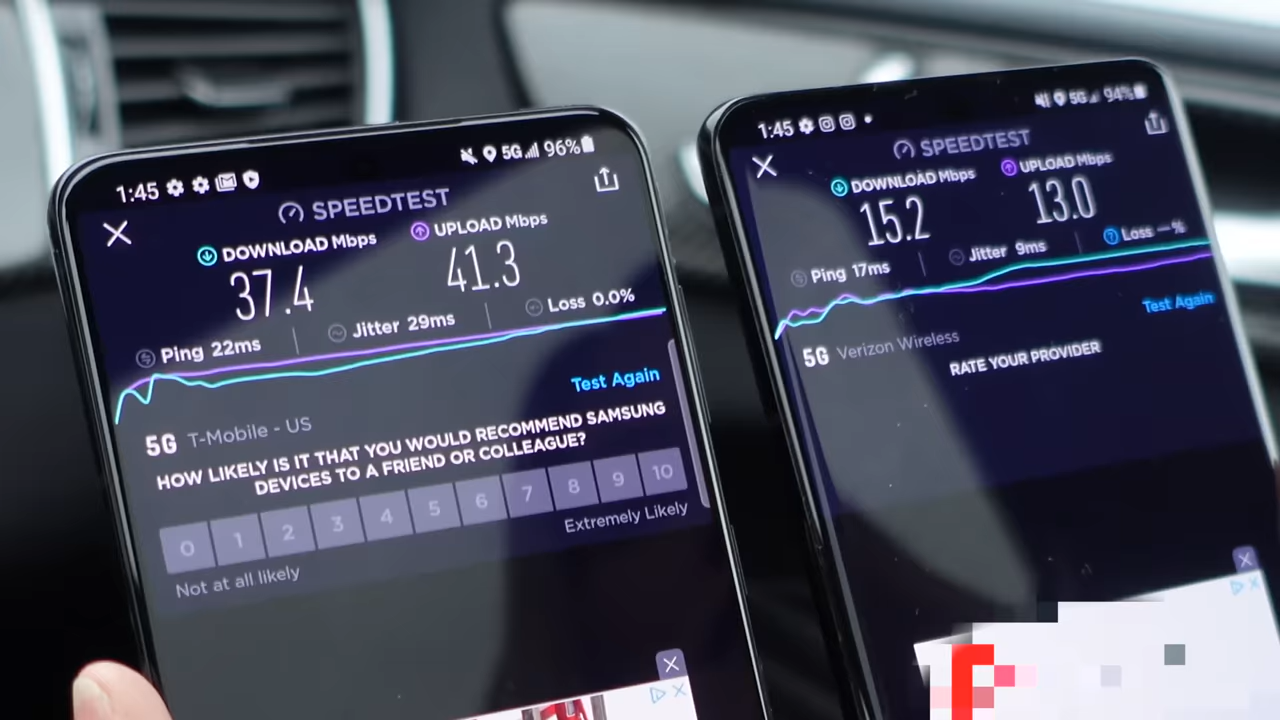 1:45
5G 96%
SPEEDTEST
DOWNLOAD Mbps
UPLOAD Mbps
37.4
41.3
Ping 22ms
Jitter 29ms
Loss 0.0%
Test Again
5G T-Mobile - US
HOW LIKELY IS IT THAT YOU WOULD RECOMMEND SAMSUNG
DEVICES TO A FRIEND OR COLLEAGUE?
0 1 2 3 4 5 6 7 8 9 10
Not at all likely
Extremely Likely
1:45
5G 94%
SPEEDTEST
DOWNLOAD Mbps
UPLOAD Mbps
15.2
13.0
Ping 17ms
Jitter 9ms
Loss — %
Test Again
5G Verizon Wireless
RATE YOUR PROVIDER